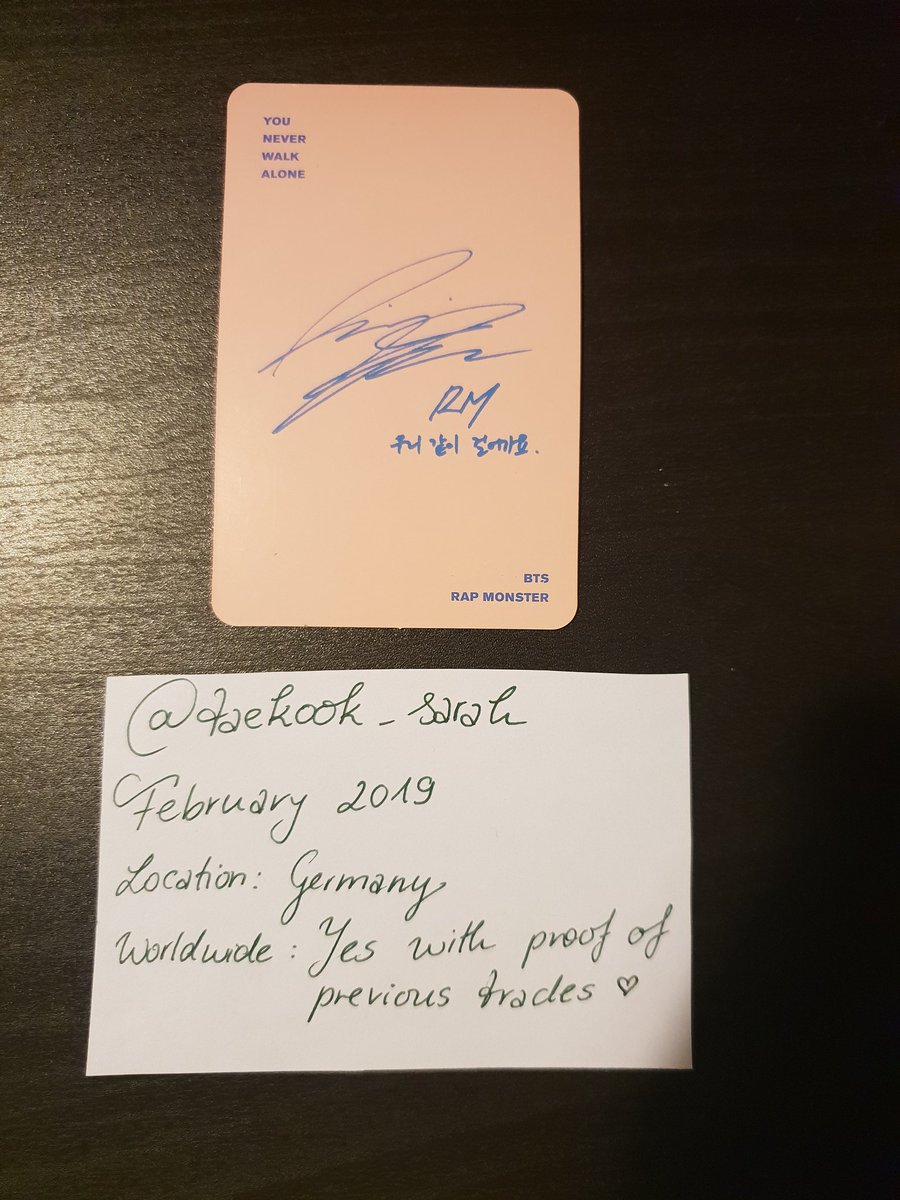 YOU
NEVER
WALK
ALONE
RM
우리 같이 걸어가요.
BTS
RAP MONSTER
@taekook_sarah
February 2019
Location: Germany
Worldwide: Yes with proof of
previous trades ♡